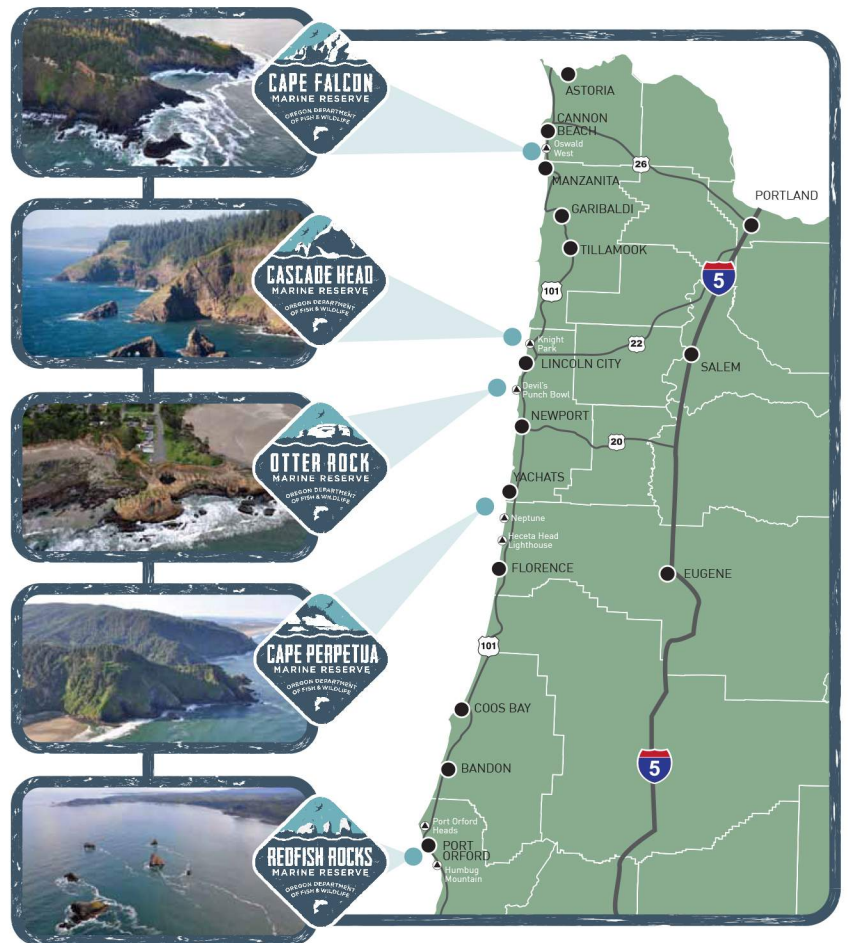 CAPE FALCON
MARINE RESERVE
OREGON DEPARTMENT
OF FISH & WILDLIFE
CASCADE HEAD
MARINE RESERVE
OREGON DEPARTMENT
OF FISH & WILDLIFE
OTTER ROCK
MARINE RESERVE
OREGON DEPARTMENT
OF FISH & WILDLIFE
CAPE PERPETUA
MARINE RESERVE
OREGON DEPARTMENT
OF FISH & WILDLIFE
REDFISH ROCKS
MARINE RESERVE
OREGON DEPARTMENT
OF FISH & WILDLIFE
ASTORIA
CANNON
BEACH
Oswald
West
26
MANZANITA
PORTLAND
GARIBALDI
TILLAMOOK
5
101
Knight
Park
22
LINCOLN CITY
SALEM
Devil's
Punch Bowl
NEWPORT
20
YACHATS
Neptune
Heceta Head
Lighthouse
FLORENCE
EUGENE
101
COOS BAY
BANDON
5
Port Orford
Heads
PORT
ORFORD
Humbug
Mountain